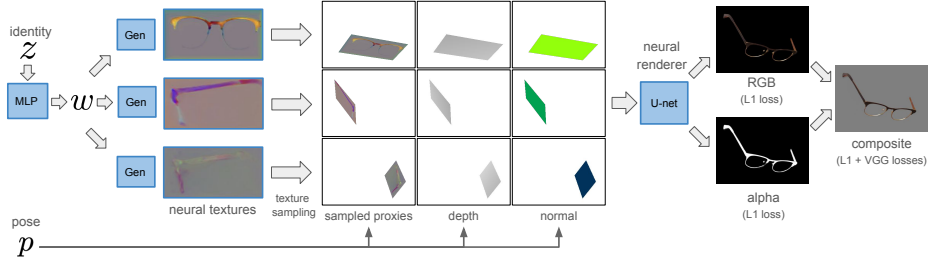 identity
z
MLP
w
Gen
Gen
Gen
neural textures
texture
sampling
sampled proxies
depth
normal
pose
p
neural
renderer
U-net
RGB
(L1 loss)
alpha
(L1 loss)
composite
(L1 + VGG losses)